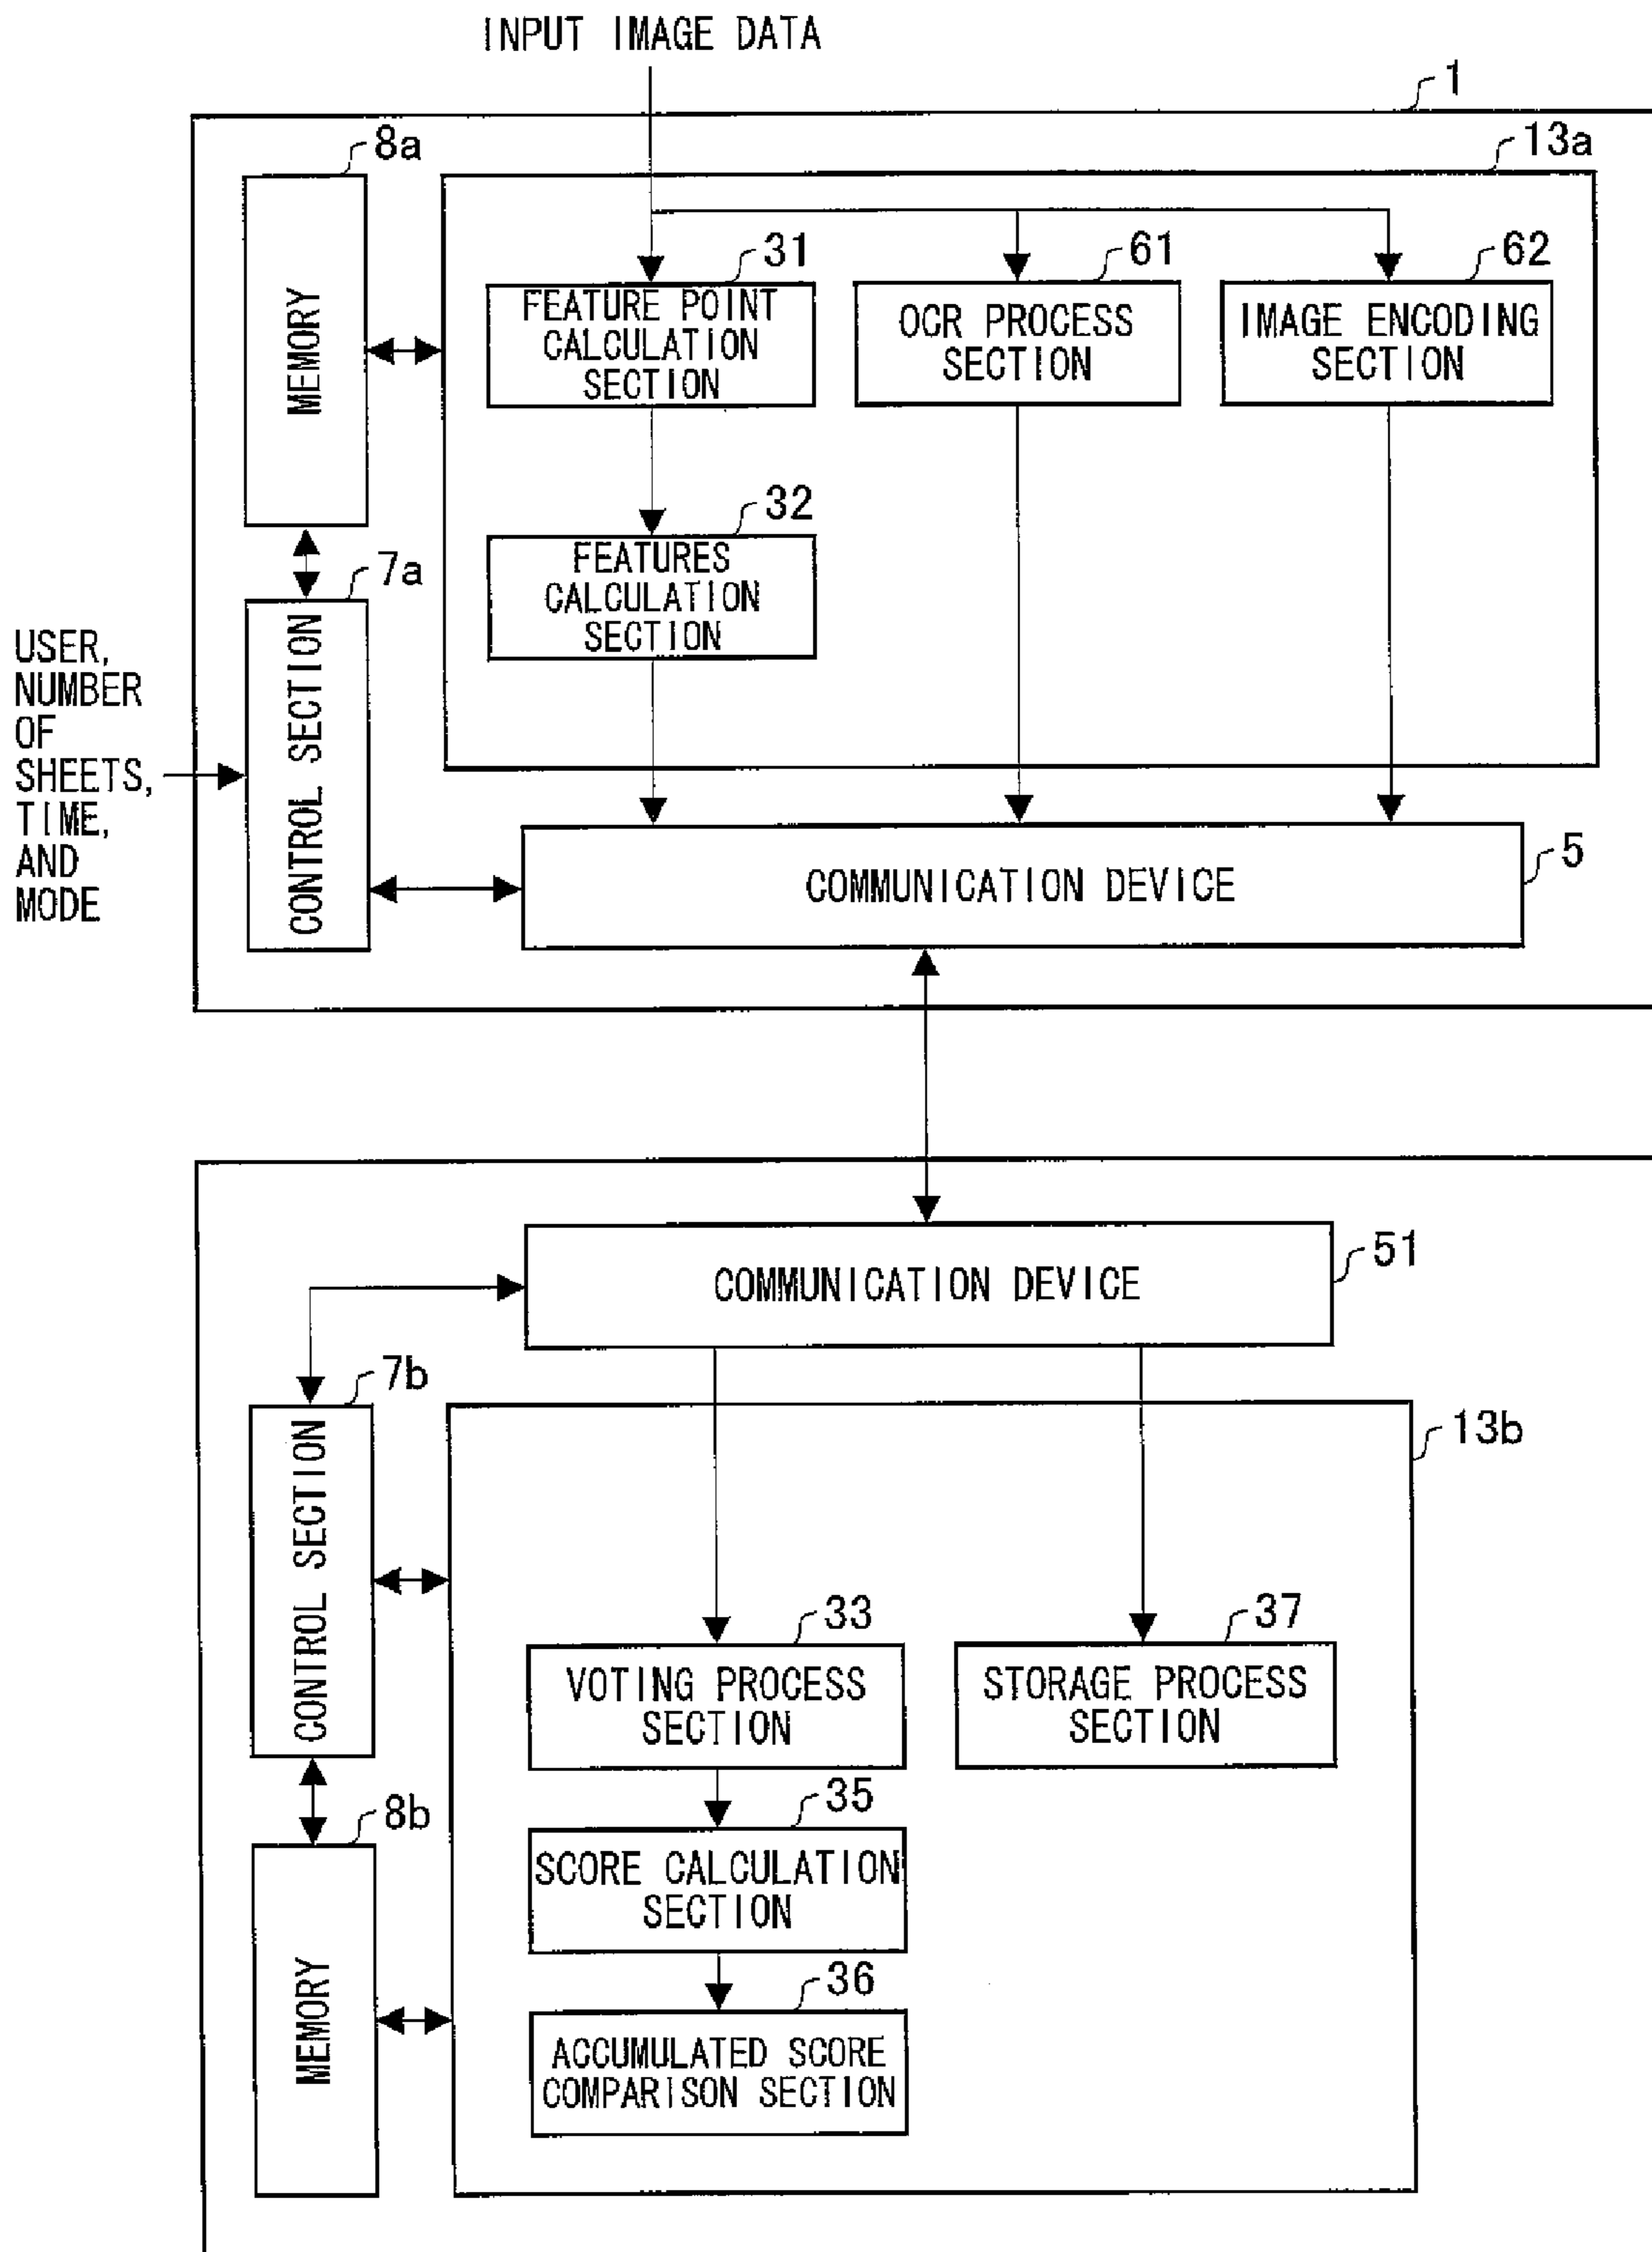 INPUT IMAGE DATA
1
8a
13a
MEMORY
31
FEATURE POINT
CALCULATION
SECTION
61
OCR PROCESS
SECTION
62
IMAGE ENCODING
SECTION
32
FEATURES
CALCULATION
SECTION
7a
CONTROL SECTION
USER,
NUMBER
OF
SHEETS,
TIME,
AND
MODE
5
COMMUNICATION DEVICE
51
COMMUNICATION DEVICE
7b
CONTROL SECTION
13b
33
VOTING PROCESS
SECTION
37
STORAGE PROCESS
SECTION
35
SCORE CALCULATION
SECTION
8b
MEMORY
36
ACCUMULATED SCORE
COMPARISON SECTION